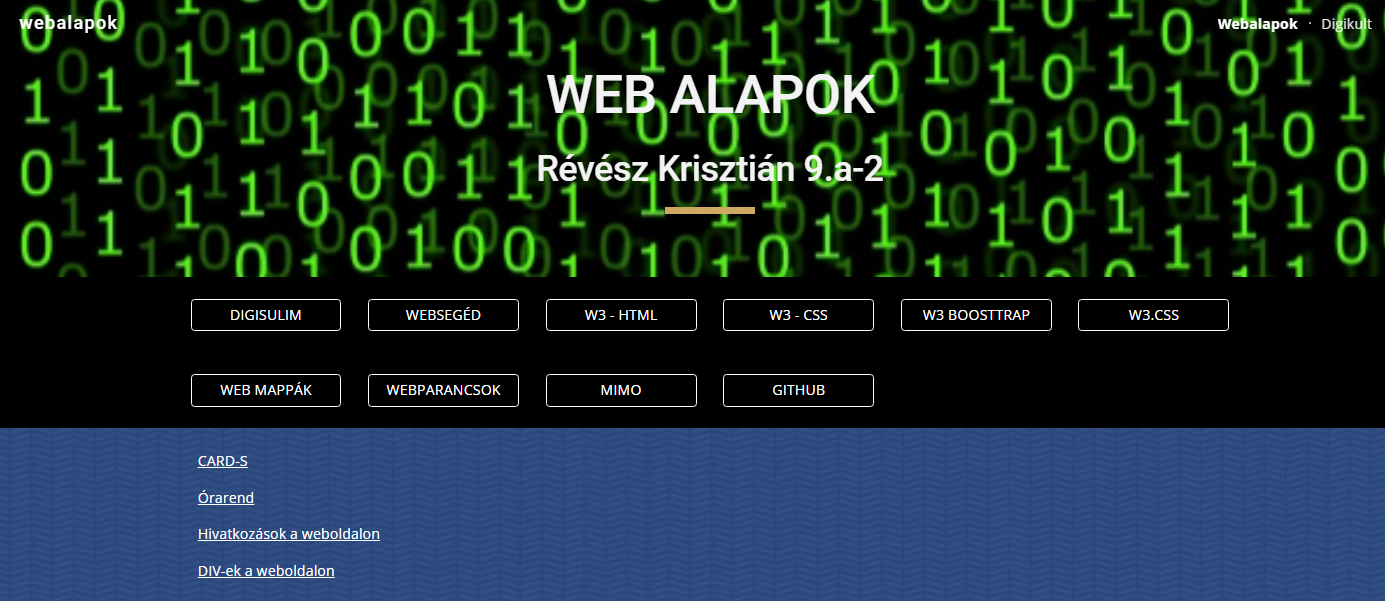 webalapok
Webalapok · Digikult
WEB ALAPOK
Révész Krisztián 9.a-2
DIGISULIM
WEBSEGÉD
W3 - HTML
W3 - CSS
W3 BOOSTTRAP
W3.CSS
WEB MAPPÁK
WEBPARANCSOK
MIMO
GITHUB
CARD-S
Órarend
Hivatkozások a weboldalon
DIV-ek a weboldalon